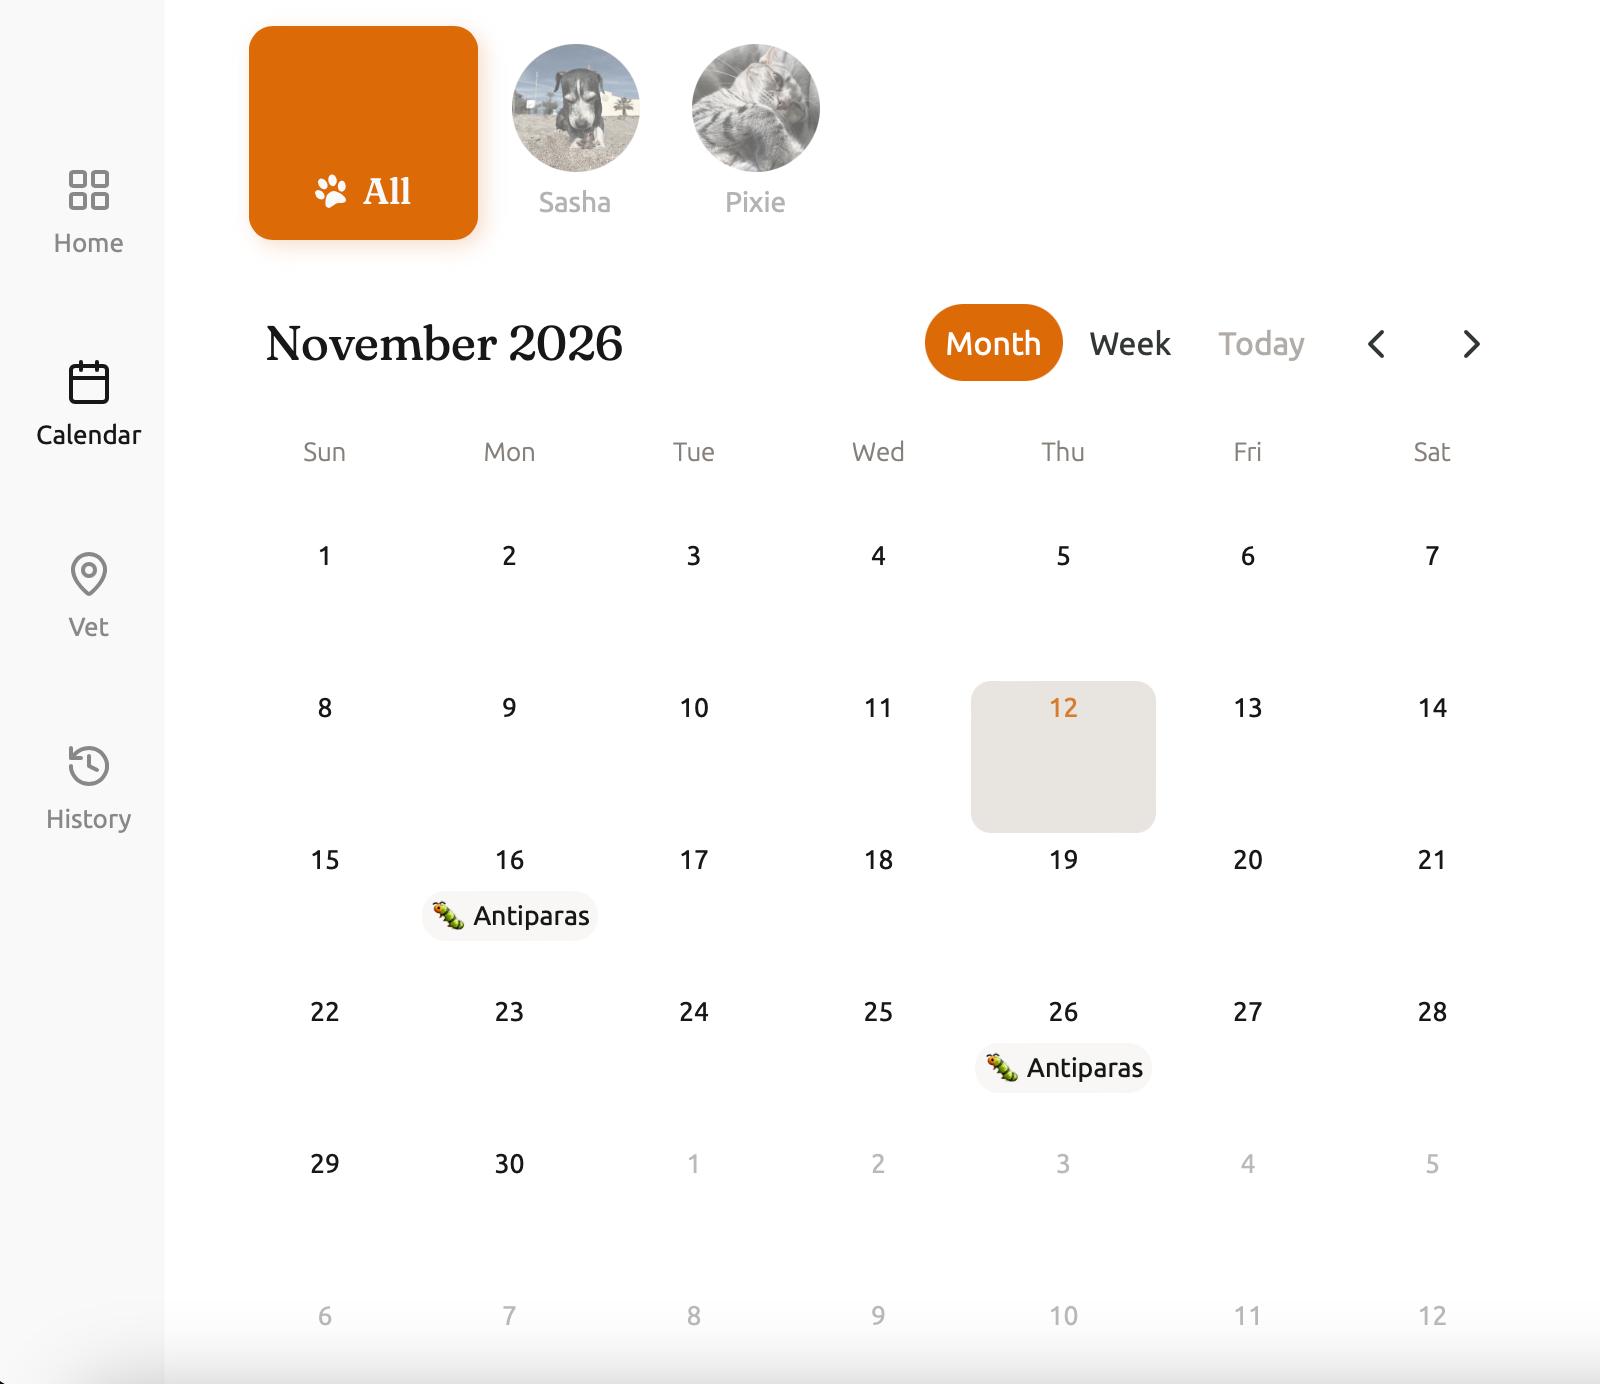 All
Sasha
Pixie
Home
Calendar
Vet
History
November 2026
Month Week Today
Sun Mon Tue Wed Thu Fri Sat
1 2 3 4 5 6 7
8 9 10 11 12 13 14
15 16 17 18 19 20 21
Antiparas
22 23 24 25 26 27 28
Antiparas
29 30 1 2 3 4 5
6 7 8 9 10 11 12